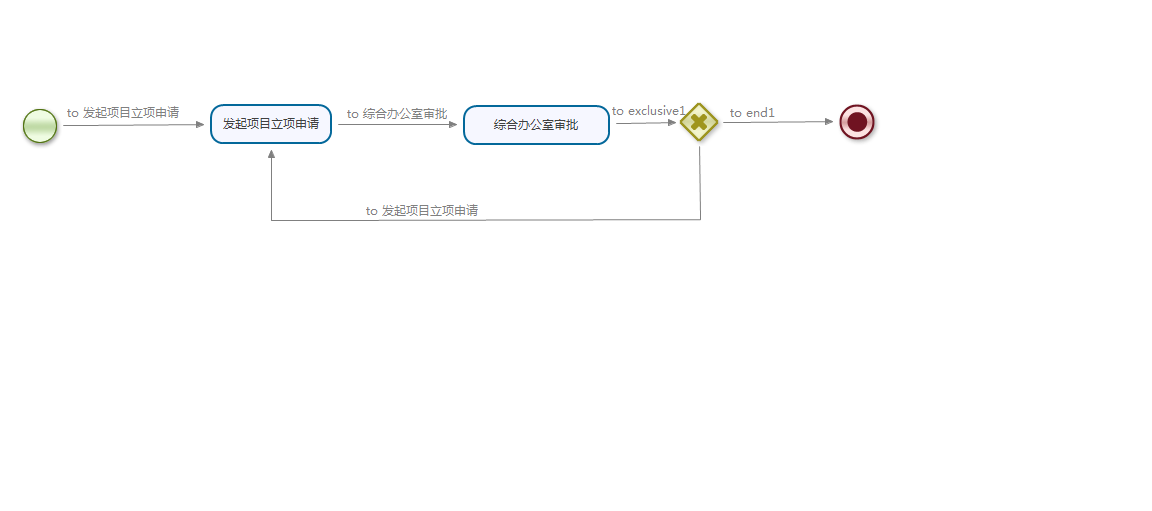 to 发起项目立项申请
发起项目立项申请
to 综合办公室审批
综合办公室审批
to exclusive1
to end1
to 发起项目立项申请